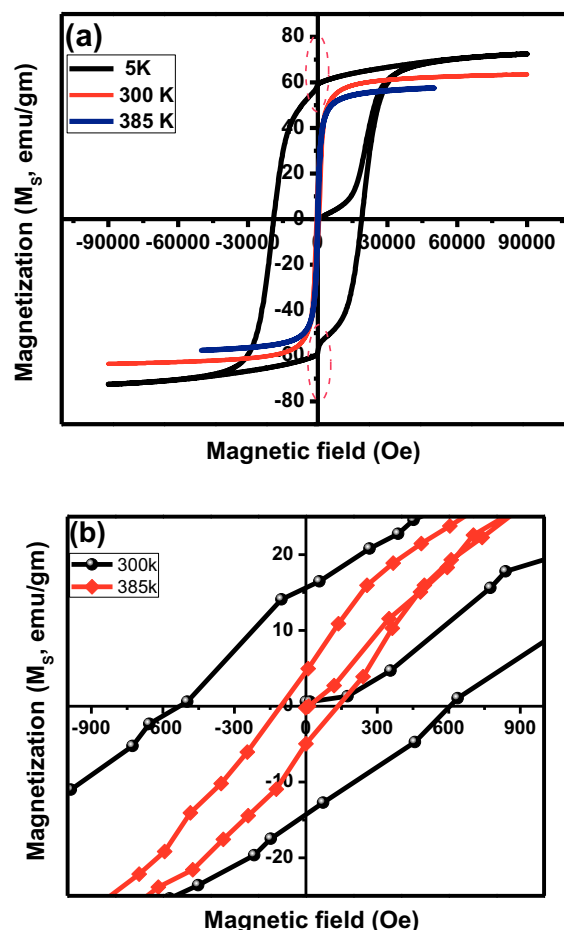 (a)
5K
300 K
385 K
80
60
40
20
0
-20
-40
-60
-80
-90000 -60000 -30000 0 30000 60000 90000
Magnetization (MS, emu/gm)
Magnetic field (Oe)
(b)
300k
385k
20
10
0
-10
-20
-900 -600 -300 0 300 600 900
Magnetization (MS, emu/gm)
Magnetic field (Oe)